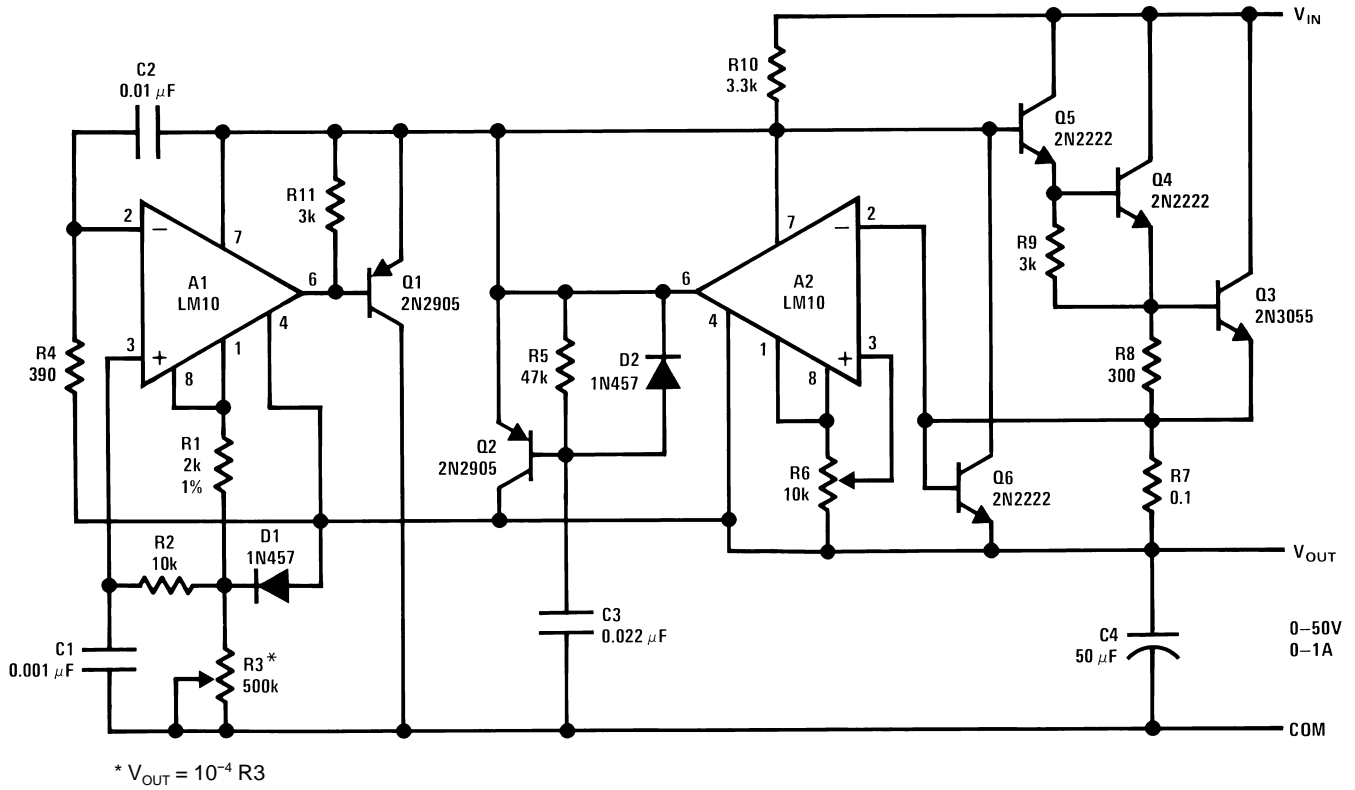 V_IN
C2
0.01 μF
R10
3.3k
Q5
2N2222
Q4
2N2222
R11
3k
2
7
A1
LM10
6
Q1
2N2905
4
3
1
8
7
2
6
A2
LM10
4
3
1
8
R9
3k
Q3
2N3055
R4
390
R5
47k
D2
1N457
R8
300
R1
2k
1%
Q2
2N2905
R6
10k
Q6
2N2222
R7
0.1
R2
10k
D1
1N457
V_OUT
C1
0.001 μF
R3*
500k
C3
0.022 μF
C4
50 μF
0–50V
0–1A
COM
* V_OUT = 10⁻⁴ R3